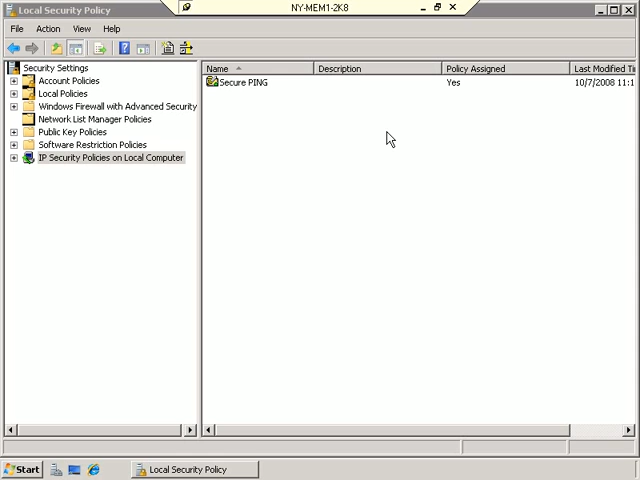 Local Security Policy
NY-MEM1-2K8
File Action View Help
Security Settings
Account Policies
Local Policies
Windows Firewall with Advanced Security
Network List Manager Policies
Public Key Policies
Software Restriction Policies
IP Security Policies on Local Computer
Name Description Policy Assigned Last Modified Ti
Secure PING Yes 10/7/2008 11:1
Start Local Security Policy